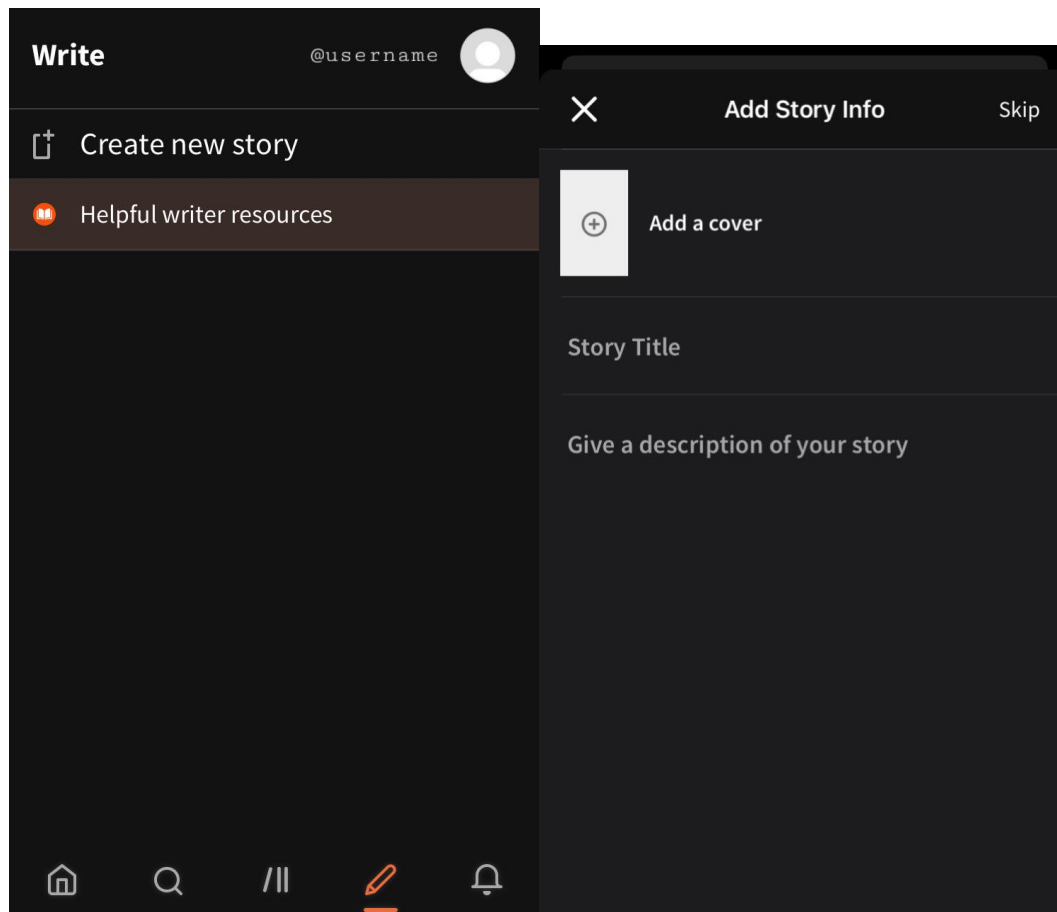 Write
@username
Create new story
Helpful writer resources
Add Story Info
Skip
Add a cover
Story Title
Give a description of your story